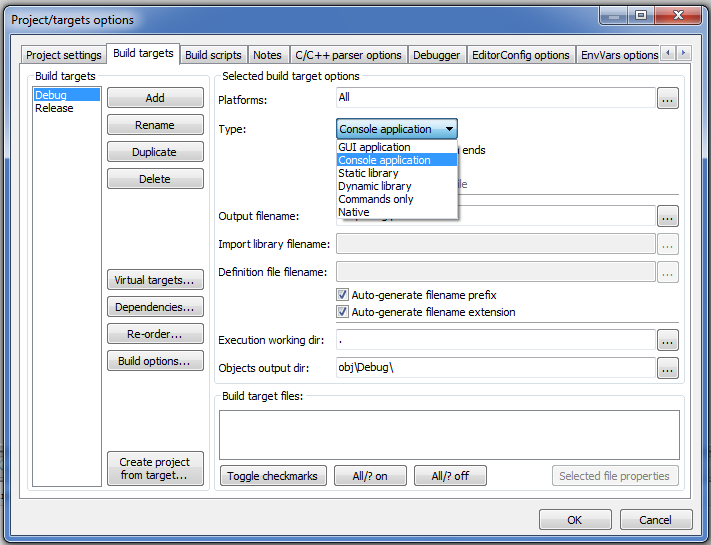 Project/targets options
Project settings
Build targets
Build scripts
Notes
C/C++ parser options
Debugger
EditorConfig options
EnvVars options
Build targets
Debug
Release
Add
Rename
Duplicate
Delete
Virtual targets...
Dependencies...
Re-order...
Build options...
Create project
from target...
Selected build target options
Platforms:
All
...
Type:
Console application
GUI application
Console application
Static library
Dynamic library
Commands only
Native
ends
Output filename:
...
Import library filename:
...
Definition file filename:
...
Auto-generate filename prefix
Auto-generate filename extension
Execution working dir:
.
...
Objects output dir:
obj\Debug\
...
Build target files:
Toggle checkmarks
All/? on
All/? off
Selected file properties
OK
Cancel